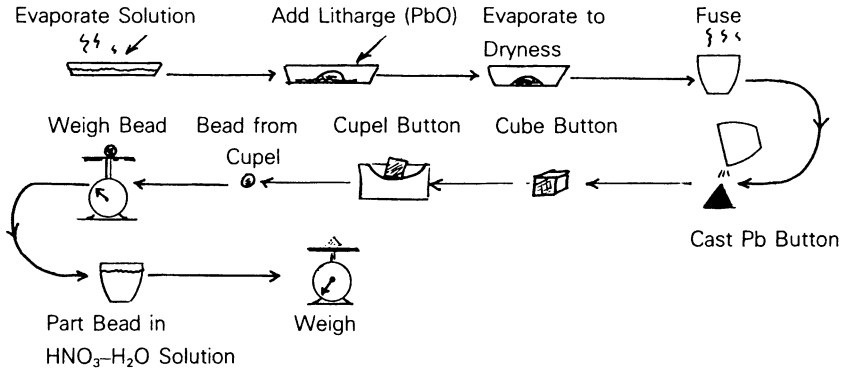 Evaporate Solution
Add Litharge (PbO)
Evaporate to
Dryness
Fuse
Weigh Bead
Bead from
Cupel
Cupel Button
Cube Button
Cast Pb Button
Part Bead in
HNO₃–H₂O Solution
Weigh